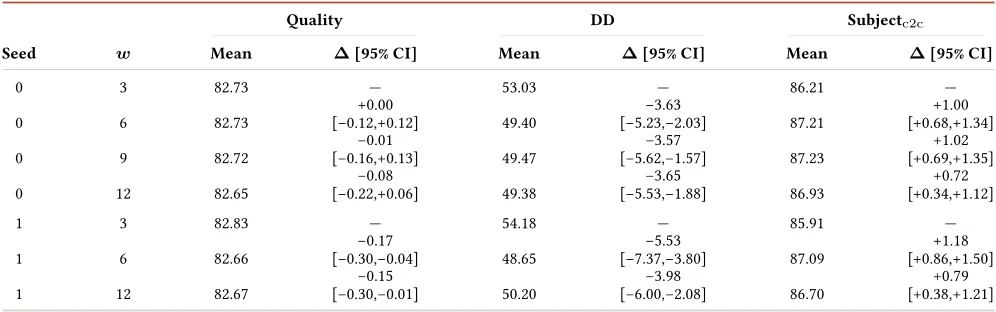 Quality DD Subject_c2c
Seed w Mean Δ [95% CI] Mean Δ [95% CI] Mean Δ [95% CI]
0 3 82.73 — 53.03 — 86.21 —
+0.00 −3.63 +1.00
0 6 82.73 [−0.12,+0.12] 49.40 [−5.23,−2.03] 87.21 [+0.68,+1.34]
−0.01 −3.57 +1.02
0 9 82.72 [−0.16,+0.13] 49.47 [−5.62,−1.57] 87.23 [+0.69,+1.35]
−0.08 −3.65 +0.72
0 12 82.65 [−0.22,+0.06] 49.38 [−5.53,−1.88] 86.93 [+0.34,+1.12]
1 3 82.83 — 54.18 — 85.91 —
−0.17 −5.53 +1.18
1 6 82.66 [−0.30,−0.04] 48.65 [−7.37,−3.80] 87.09 [+0.86,+1.50]
−0.15 −3.98 +0.79
1 12 82.67 [−0.30,−0.01] 50.20 [−6.00,−2.08] 86.70 [+0.38,+1.21]